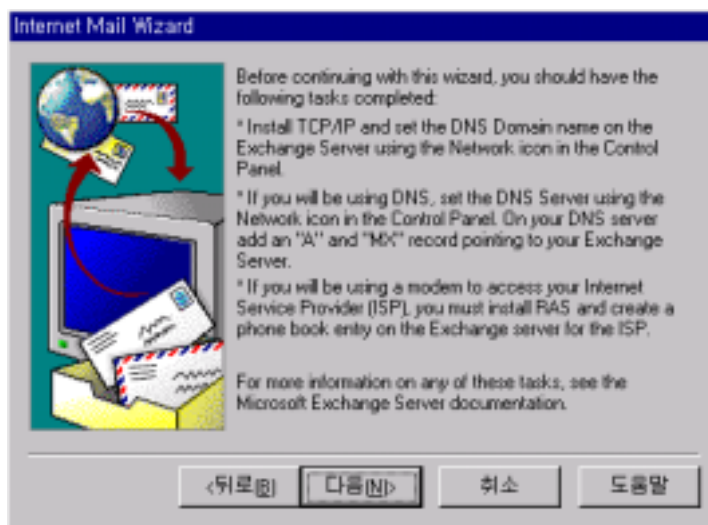 Internet Mail Wizard
Before continuing with this wizard, you should have the
following tasks completed:
* Install TCP/IP and set the DNS Domain name on the
Exchange Server using the Network icon in the Control
Panel.
* If you will be using DNS, set the DNS Server using the
Network icon in the Control Panel. On your DNS server
add an "A" and "MX" record pointing to your Exchange
Server.
* If you will be using a modem to access your Internet
Service Provider (ISP), you must install RAS and create a
phone book entry on the Exchange server for the ISP.
For more information on any of these tasks, see the
Microsoft Exchange Server documentation.
<뒤로(B) 다음(N)> 취소 도움말